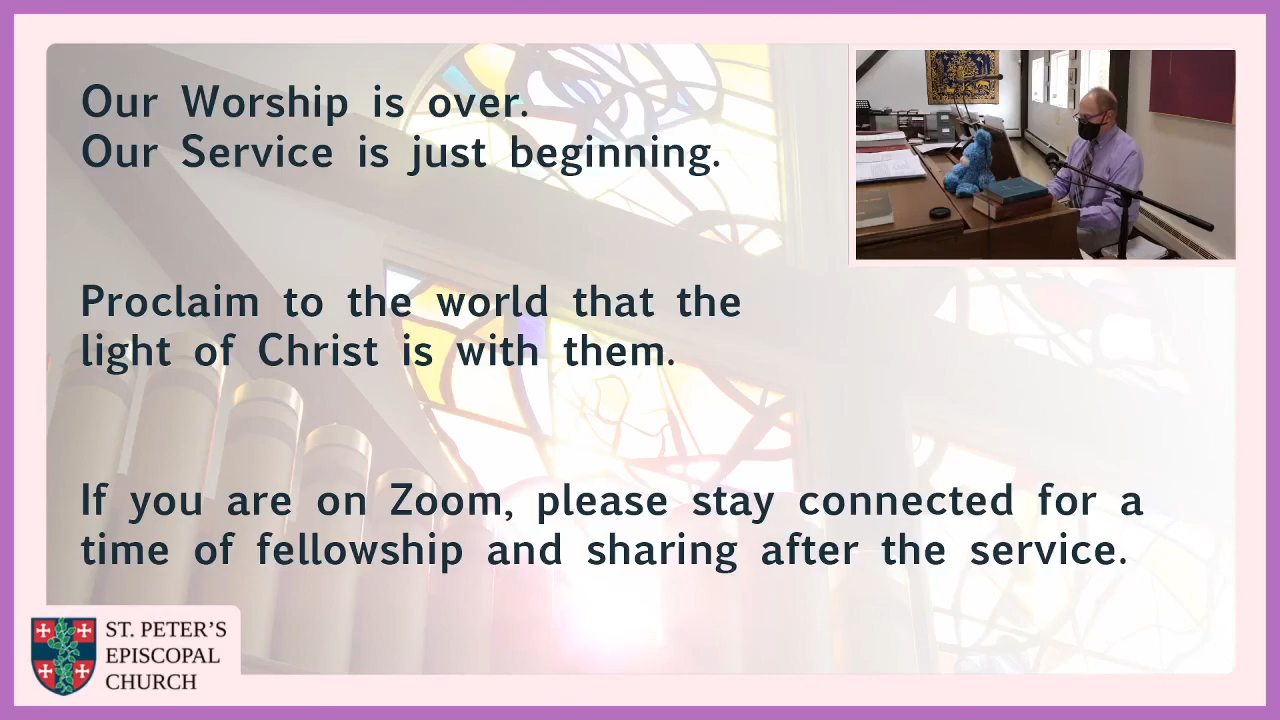 Our Worship is over.
Our Service is just beginning.
Proclaim to the world that the
light of Christ is with them.
If you are on Zoom, please stay connected for a
time of fellowship and sharing after the service.
ST. PETER'S
EPISCOPAL
CHURCH